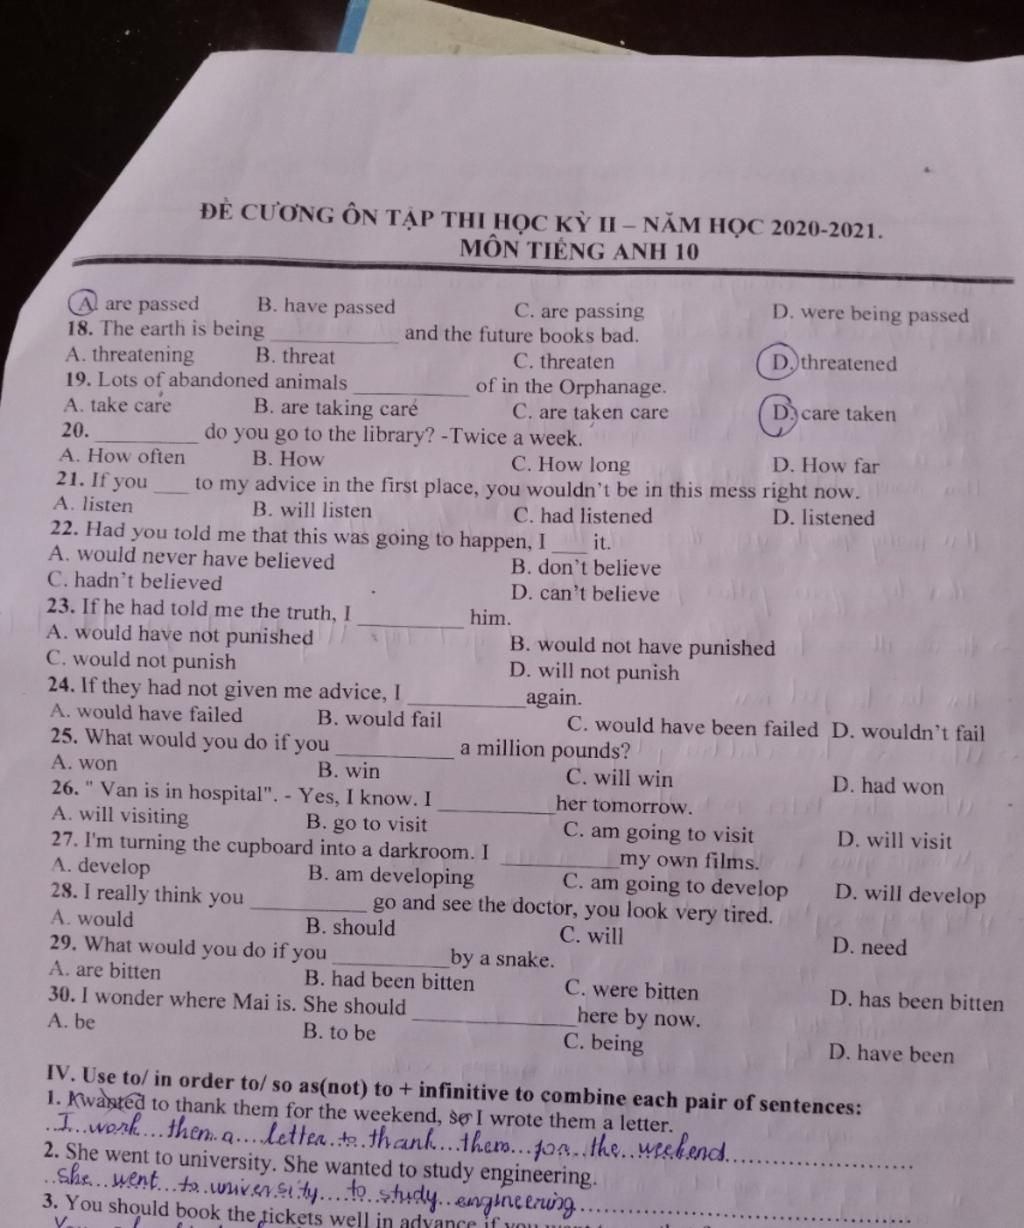 ĐỀ CƯƠNG ÔN TẬP THI HỌC KỲ II – NĂM HỌC 2020-2021.
MÔN TIẾNG ANH 10
A. are passed B. have passed C. are passing D. were being passed
18. The earth is being ____________ and the future books bad.
A. threatening B. threat C. threaten D. threatened
19. Lots of abandoned animals ___________ of in the Orphanage.
A. take care B. are taking care C. are taken care D. care taken
20. __________ do you go to the library? -Twice a week.
A. How often B. How C. How long D. How far
21. If you ___ to my advice in the first place, you wouldn't be in this mess right now.
A. listen B. will listen C. had listened D. listened
22. Had you told me that this was going to happen, I ___ it.
A. would never have believed B. don't believe
C. hadn't believed D. can't believe
23. If he had told me the truth, I __________ him.
A. would have not punished B. would not have punished
C. would not punish D. will not punish
24. If they had not given me advice, I ___________again.
A. would have failed B. would fail C. would have been failed D. wouldn't fail
25. What would you do if you ___________ a million pounds?
A. won B. win C. will win D. had won
26. " Van is in hospital". - Yes, I know. I ___________her tomorrow.
A. will visiting B. go to visit C. am going to visit D. will visit
27. I'm turning the cupboard into a darkroom. I ___________my own films.
A. develop B. am developing C. am going to develop D. will develop
28. I really think you ___________ go and see the doctor, you look very tired.
A. would B. should C. will D. need
29. What would you do if you ___________by a snake.
A. are bitten B. had been bitten C. were bitten D. has been bitten
30. I wonder where Mai is. She should _______________here by now.
A. be B. to be C. being D. have been
IV. Use to/ in order to/ so as(not) to + infinitive to combine each pair of sentences:
1. I wanted to thank them for the weekend, so I wrote them a letter.
I work them a letter to thank them for the weekend
2. She went to university. She wanted to study engineering.
She went to university to study engineering
3. You should book the tickets well in advance if you